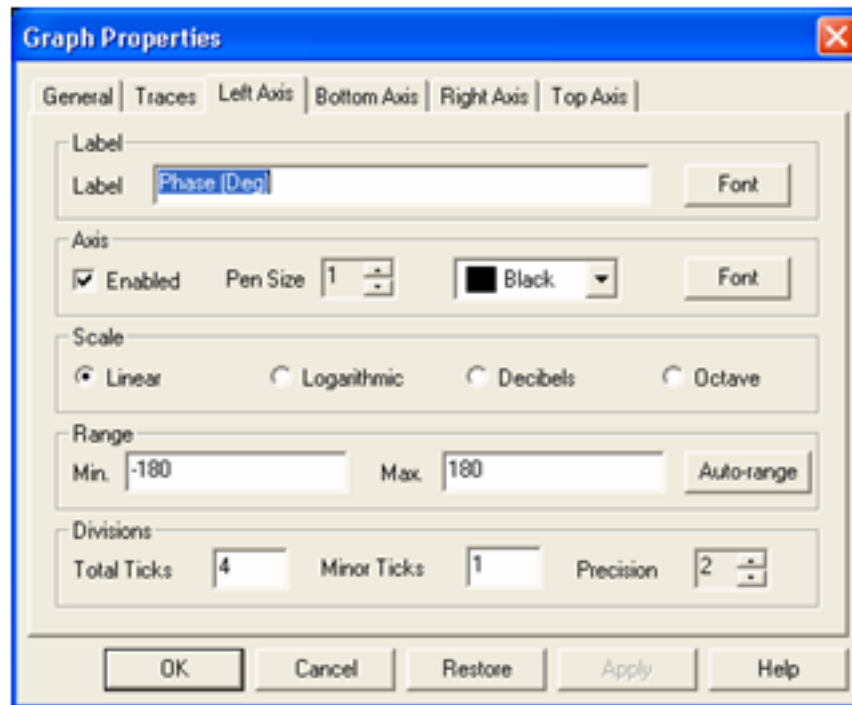 Graph Properties
General Traces Left Axis Bottom Axis Right Axis Top Axis
Label
Label Phase (Deg) Font
Axis
Enabled Pen Size 1 Black Font
Scale
Linear Logarithmic Decibels Octave
Range
Min. -180 Max. 180 Auto-range
Divisions
Total Ticks 4 Minor Ticks 1 Precision 2
OK Cancel Restore Apply Help